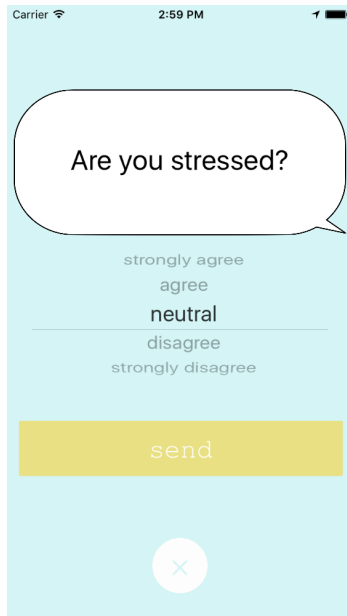 Carrier 2:59 PM
Are you stressed?
strongly agree
agree
neutral
disagree
strongly disagree
send
×